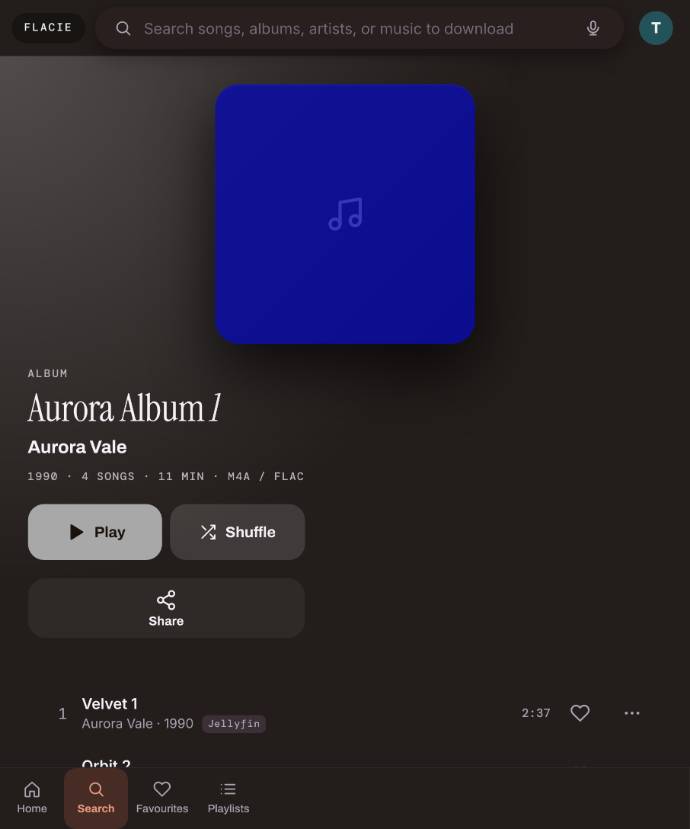 FLACIE
Search songs, albums, artists, or music to download
T
ALBUM
Aurora Album 1
Aurora Vale
1990 · 4 SONGS · 11 MIN · M4A / FLAC
Play
Shuffle
Share
1
Velvet 1
2:37
Aurora Vale · 1990
Jellyfin
Orbit 2
Home
Search
Favourites
Playlists